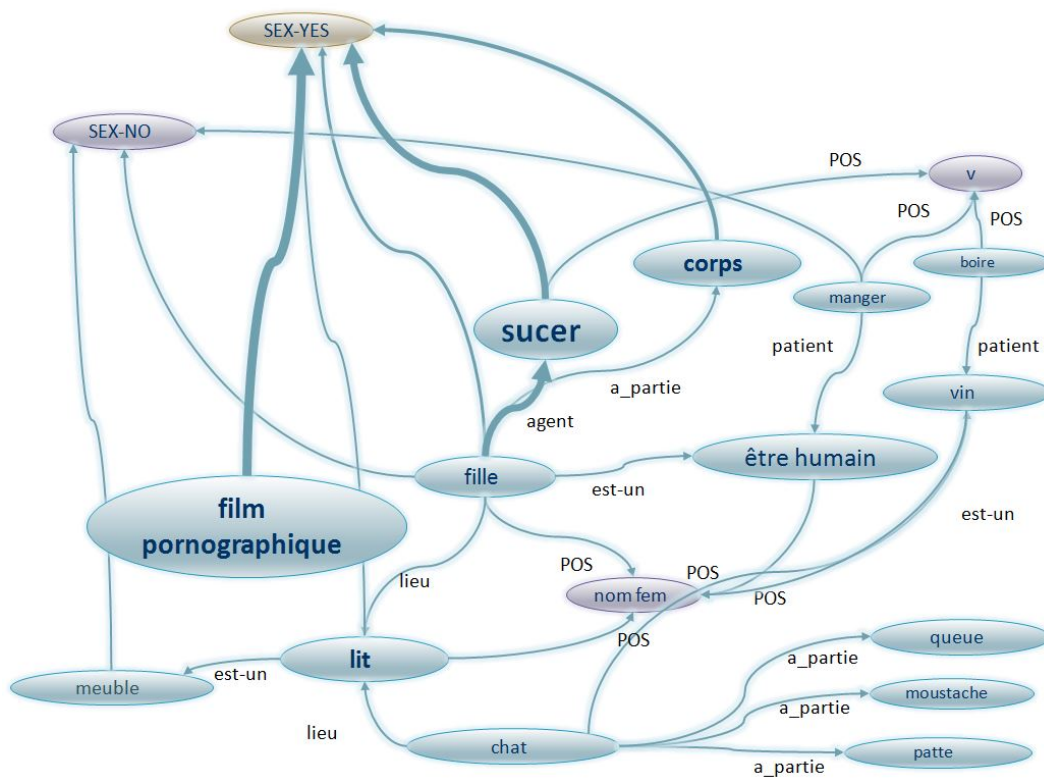 SEX-YES
SEX-NO
POS
v
POS
POS
corps
boire
manger
sucer
patient
patient
a_partie
vin
agent
être humain
fille
est-un
film
pornographique
est-un
POS
POS
lieu
nom fem
POS
POS
queue
lit
a_partie
est-un
meuble
moustache
a_partie
lieu
chat
patte
a_partie